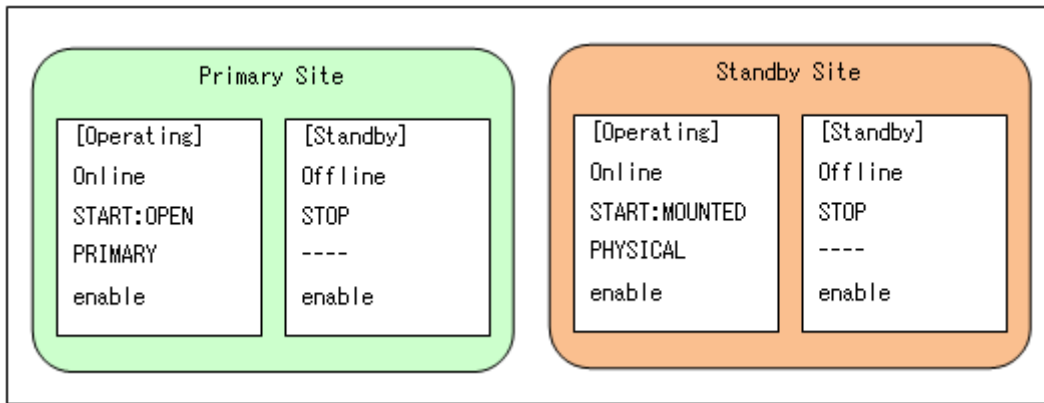 Primary Site
[Operating]
Online
START:OPEN
PRIMARY
enable
[Standby]
Offline
STOP
----
enable
Standby Site
[Operating]
Online
START:MOUNTED
PHYSICAL
enable
[Standby]
Offline
STOP
----
enable